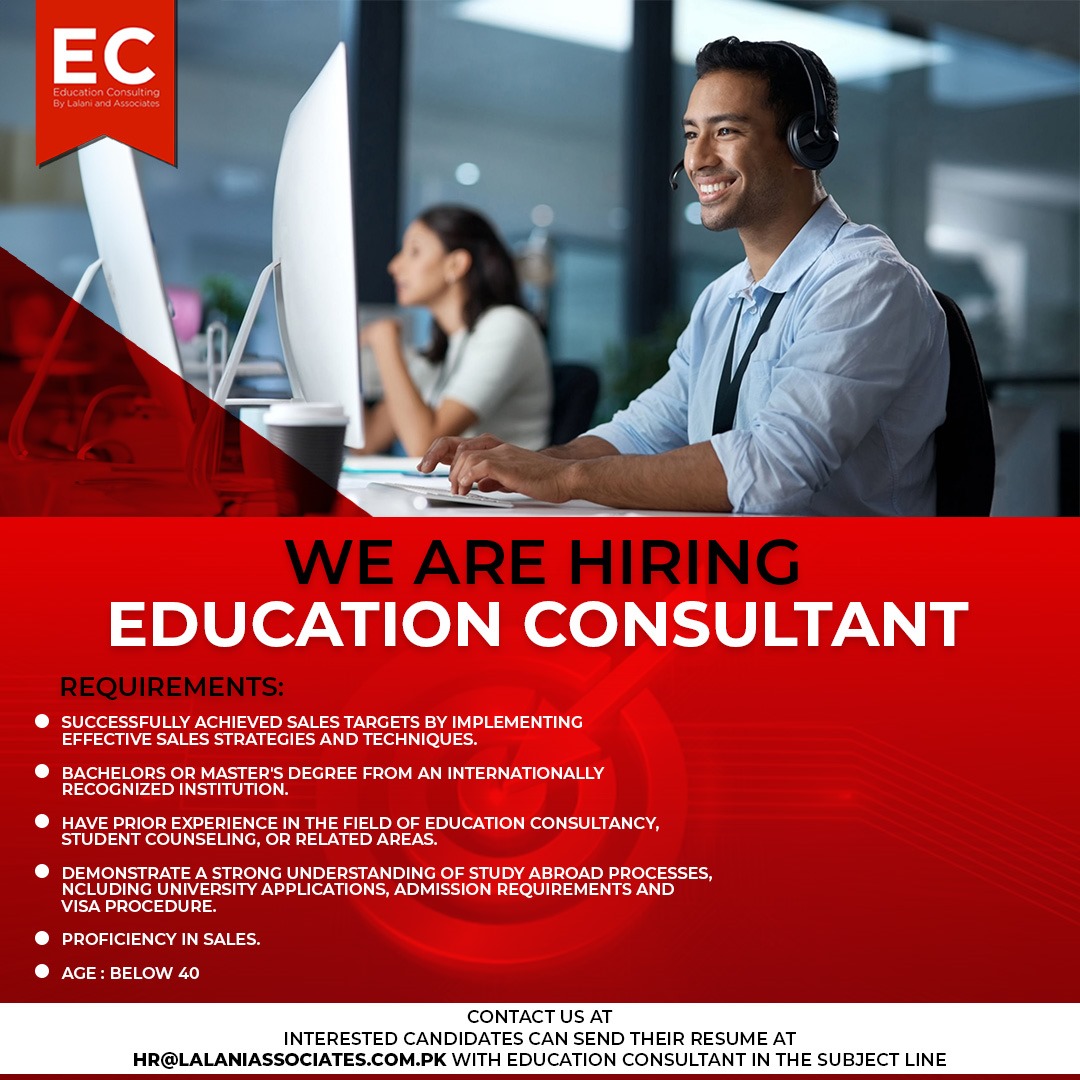 EC
Education Consulting
By Lalani and Associates
WE ARE HIRING
EDUCATION CONSULTANT
REQUIREMENTS:
SUCCESSFULLY ACHIEVED SALES TARGETS BY IMPLEMENTING
EFFECTIVE SALES STRATEGIES AND TECHNIQUES.
BACHELORS OR MASTER'S DEGREE FROM AN INTERNATIONALLY
RECOGNIZED INSTITUTION.
HAVE PRIOR EXPERIENCE IN THE FIELD OF EDUCATION CONSULTANCY,
STUDENT COUNSELING, OR RELATED AREAS.
DEMONSTRATE A STRONG UNDERSTANDING OF STUDY ABROAD PROCESSES,
NCLUDING UNIVERSITY APPLICATIONS, ADMISSION REQUIREMENTS AND
VISA PROCEDURE.
PROFICIENCY IN SALES.
AGE : BELOW 40
CONTACT US AT
INTERESTED CANDIDATES CAN SEND THEIR RESUME AT
HR@LALANIASSOCIATES.COM.PK WITH EDUCATION CONSULTANT IN THE SUBJECT LINE